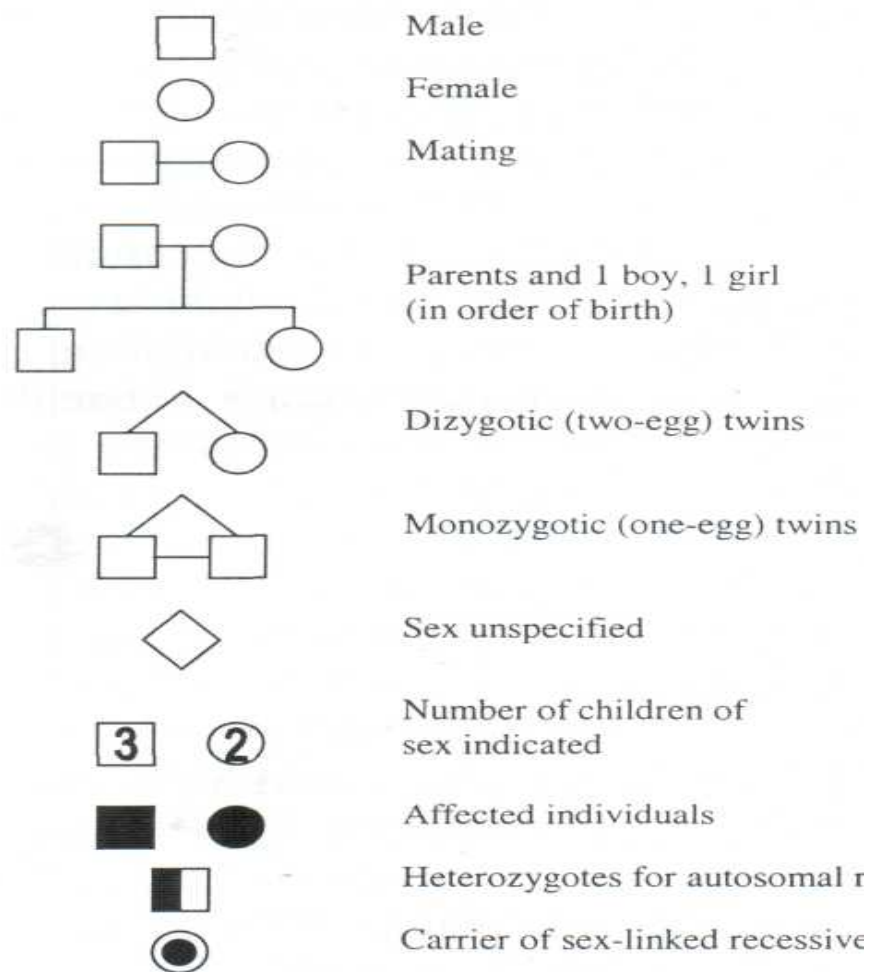 Male
Female
Mating
Parents and 1 boy, 1 girl
(in order of birth)
Dizygotic (two-egg) twins
Monozygotic (one-egg) twins
Sex unspecified
3 2 Number of children of
sex indicated
Affected individuals
Heterozygotes for autosomal r
Carrier of sex-linked recessive